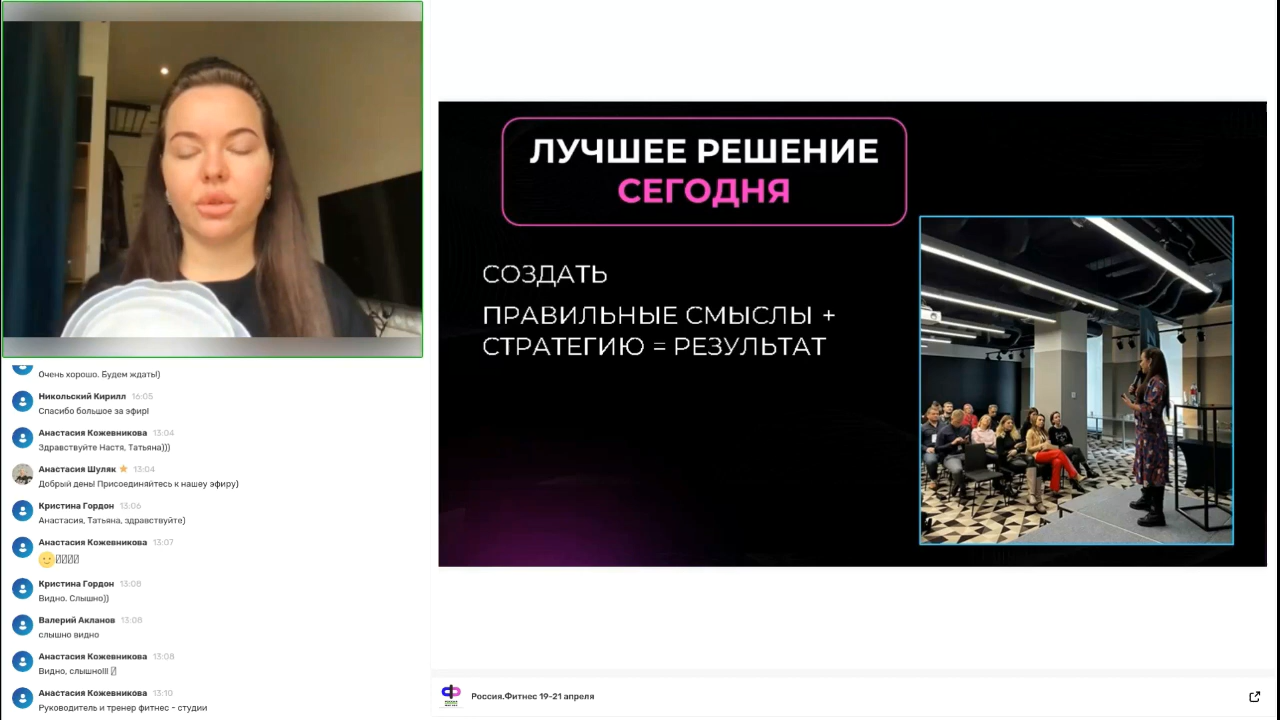 ЛУЧШЕЕ РЕШЕНИЕ
СЕГОДНЯ
СОЗДАТЬ
ПРАВИЛЬНЫЕ СМЫСЛЫ +
СТРАТЕГИЮ = РЕЗУЛЬТАТ
Очень хорошо. Будем ждать!)
Никольский Кирилл 16:05
Спасибо большое за эфир!
Анастасия Кожевникова 13:04
Здравствуйте Настя, Татьяна)))
Анастасия Шуляк 13:04
Добрый день! Присоединяйтесь к нашеу эфиру)
Кристина Гордон 13:06
Анастасия, Татьяна, здравствуйте)
Анастасия Кожевникова 13:07
Кристина Гордон 13:08
Видно. Слышно))
Валерий Акланов 13:08
слышно видно
Анастасия Кожевникова 13:08
Видно, слышно!!!
Анастасия Кожевникова 13:10
Руководитель и тренер фитнес - студии
Россия.Фитнес 19-21 апреля